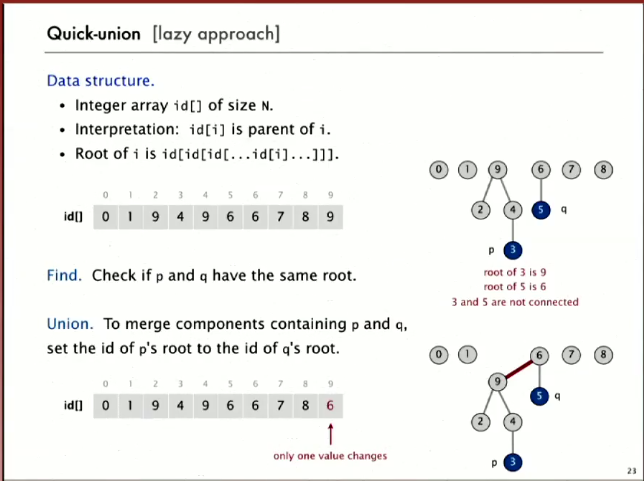 Quick-union [lazy approach]
Data structure.
• Integer array id[] of size N.
• Interpretation: id[i] is parent of i.
• Root of i is id[id[id[...id[i]...]]].
0 1 2 3 4 5 6 7 8 9
id[] 0 1 9 4 9 6 6 7 8 9
0 1 9 6 7 8
2 4 5 q
p 3
root of 3 is 9
root of 5 is 6
3 and 5 are not connected
Find. Check if p and q have the same root.
Union. To merge components containing p and q,
set the id of p's root to the id of q's root.
0 1 2 3 4 5 6 7 8 9
id[] 0 1 9 4 9 6 6 7 8 6
only one value changes
0 1 6 7 8
9 5 q
2 4
p 3
23